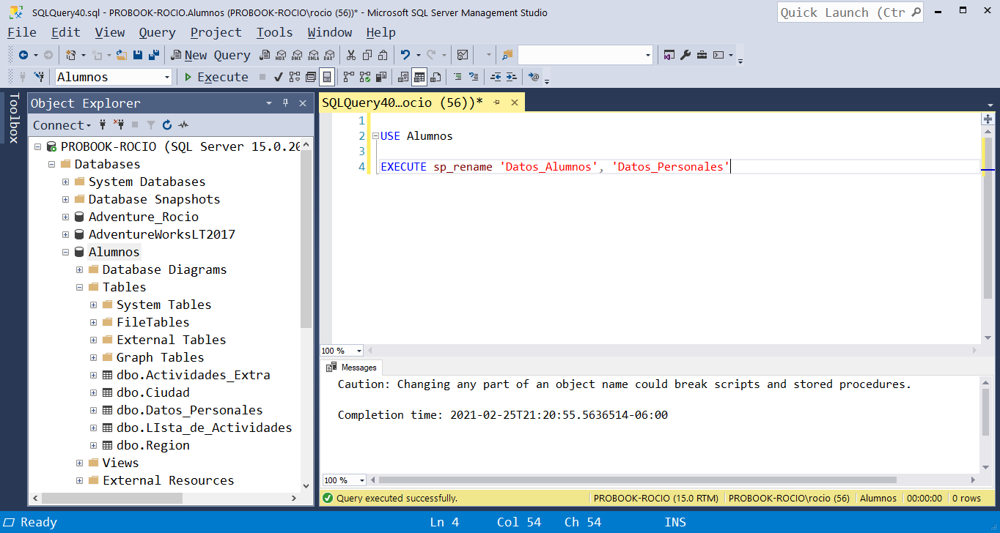 SQLQuery40.sql - PROBOOK-ROCIO.Alumnos (PROBOOK-ROCIO\rocio (56))* - Microsoft SQL Server Management Studio
Quick Launch (Ctr
File Edit View Query Project Tools Window Help
New Query MDX DMX XMLA DAX
Alumnos Execute
Toolbox
Object Explorer
Connect
PROBOOK-ROCIO (SQL Server 15.0.20
Databases
System Databases
Database Snapshots
Adventure_Rocio
AdventureWorksLT2017
Alumnos
Database Diagrams
Tables
System Tables
FileTables
External Tables
Graph Tables
dbo.Actividades_Extra
dbo.Ciudad
dbo.Datos_Personales
dbo.LIsta_de_Actividades
dbo.Region
Views
External Resources
SQLQuery40…ocio (56))*
1
2 USE Alumnos
3
4 EXECUTE sp_rename 'Datos_Alumnos', 'Datos_Personales'
100 %
Messages
Caution: Changing any part of an object name could break scripts and stored procedures.
Completion time: 2021-02-25T21:20:55.5636514-06:00
100 %
Query executed successfully. PROBOOK-ROCIO (15.0 RTM) PROBOOK-ROCIO\rocio (56) Alumnos 00:00:00 0 rows
Ready Ln 4 Col 54 Ch 54 INS